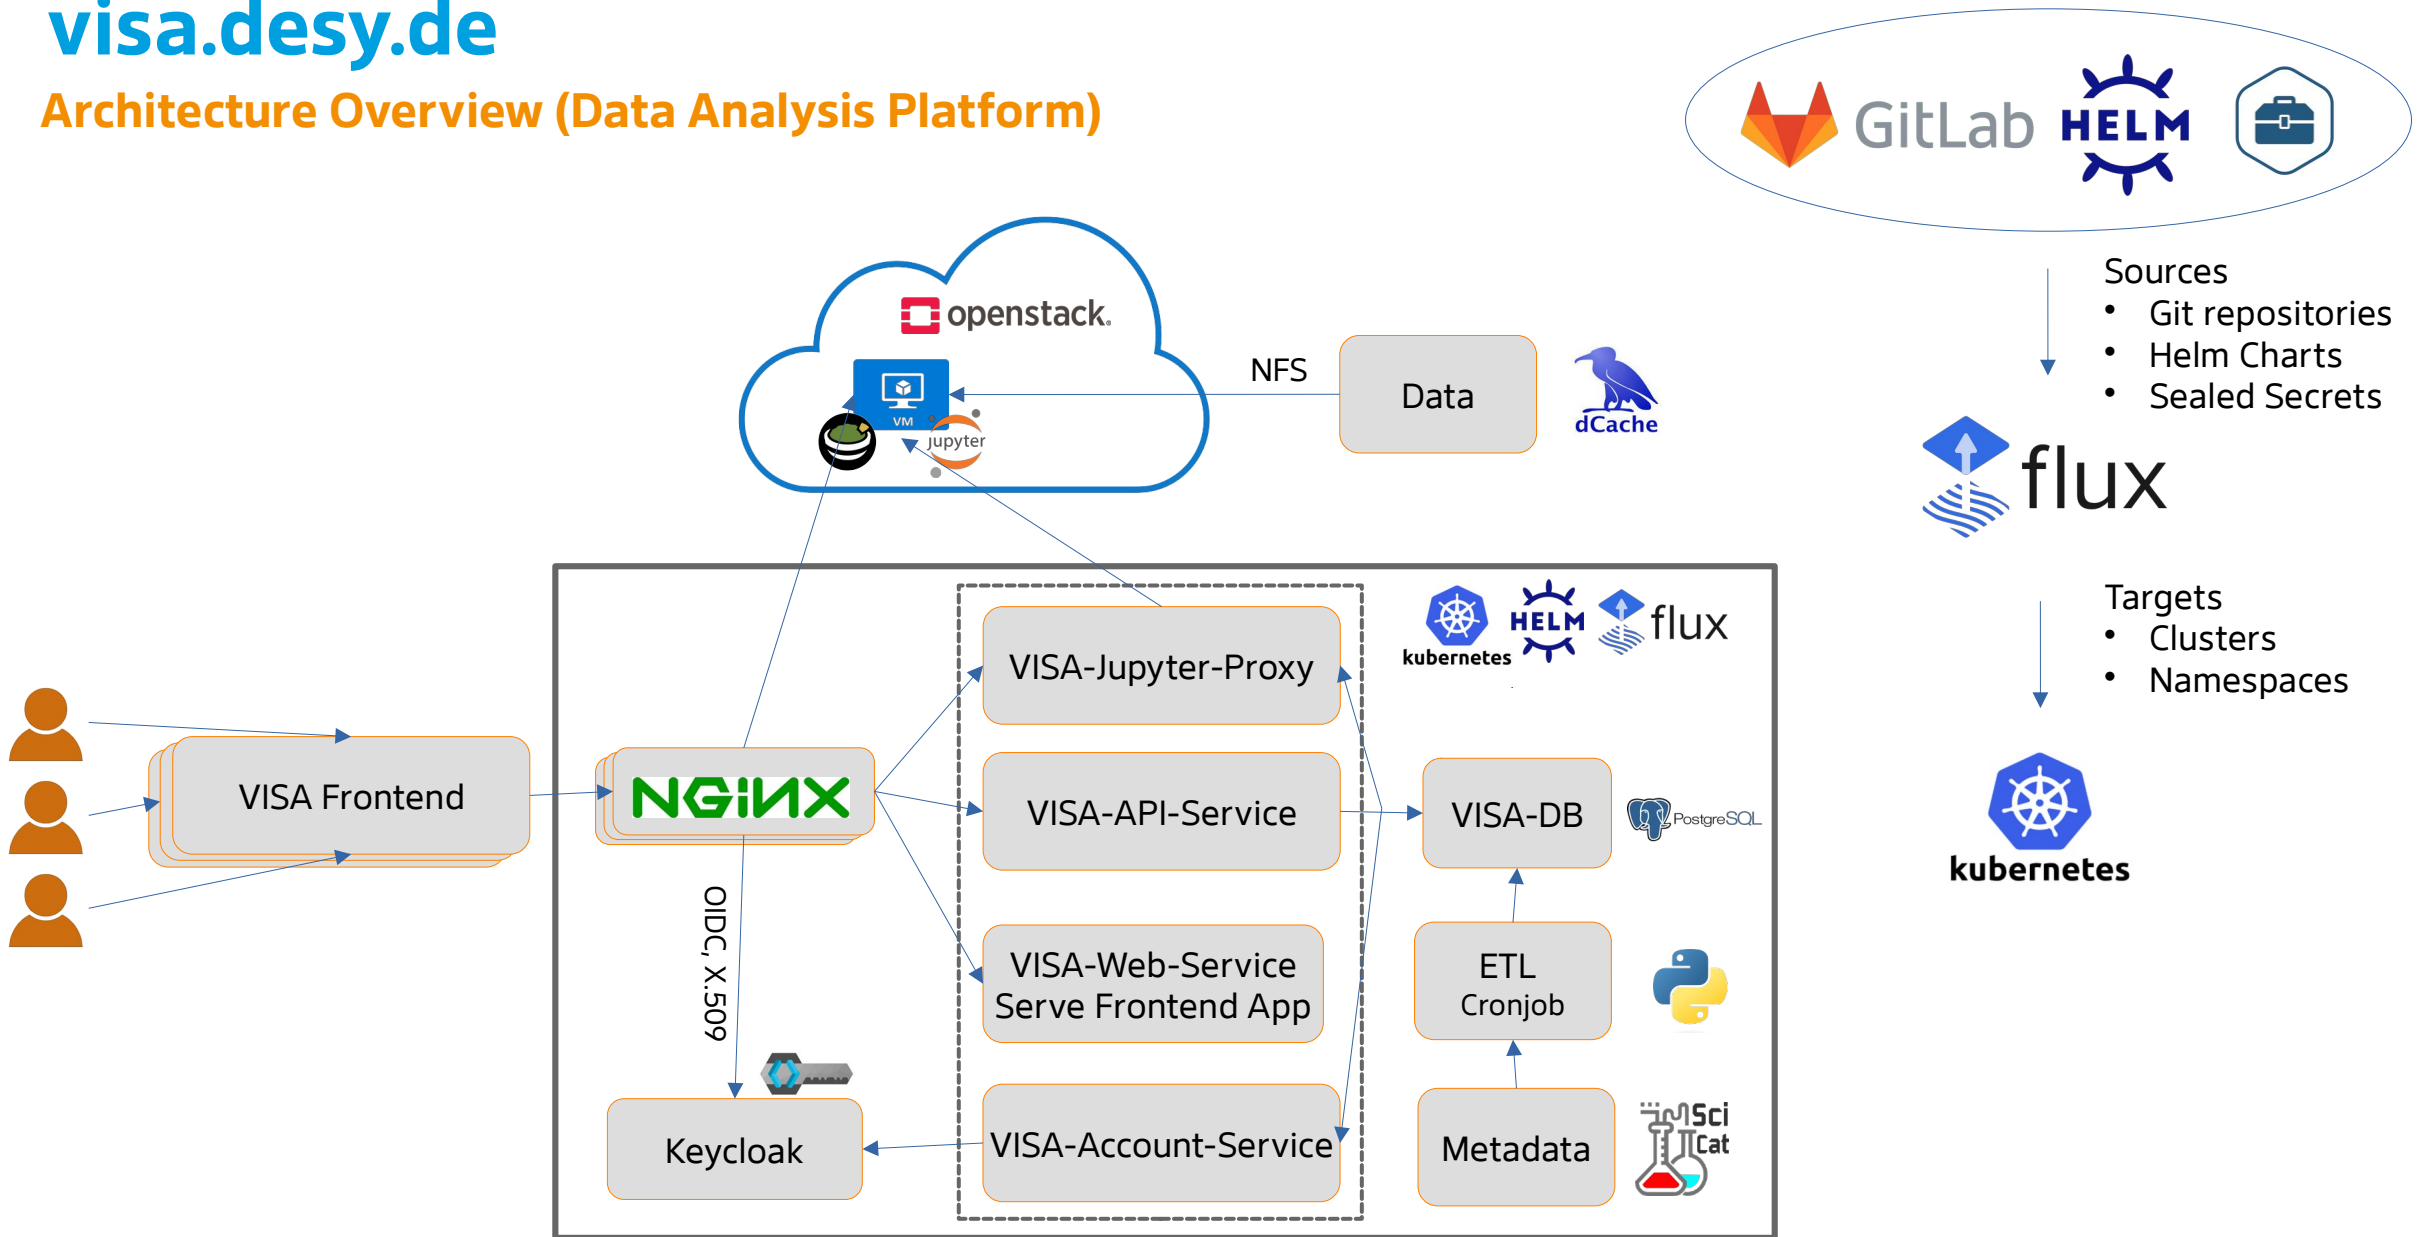 visa.desy.de
Architecture Overview (Data Analysis Platform)
GitLab
HELM
Sources
• Git repositories
• Helm Charts
• Sealed Secrets
flux
Targets
• Clusters
• Namespaces
kubernetes
openstack.
VM
jupyter
NFS
Data
dCache
kubernetes
HELM
flux
VISA Frontend
NGINX
VISA-Jupyter-Proxy
VISA-API-Service
VISA-Web-Service
Serve Frontend App
VISA-Account-Service
OIDC, X.509
Keycloak
VISA-DB
PostgreSQL
ETL
Cronjob
Metadata
Sci
Cat